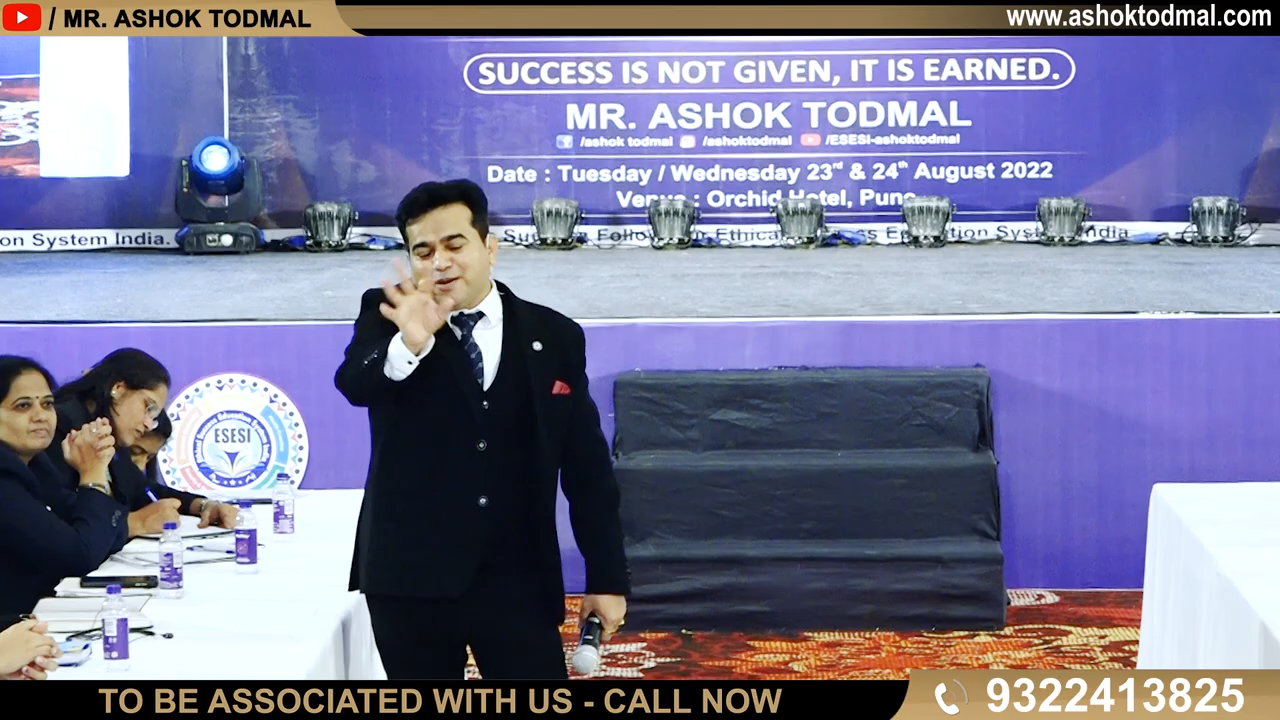 / MR. ASHOK TODMAL
www.ashoktodmal.com
SUCCESS IS NOT GIVEN, IT IS EARNED.
MR. ASHOK TODMAL
/ashok todmal /ashoktodmal /ESESI-ashoktodmal
Date : Tuesday / Wednesday 23rd & 24th August 2022
Venue : Orchid Hotel, Pune
on System India.
Ethical System India
ESESI
TO BE ASSOCIATED WITH US - CALL NOW
9322413825